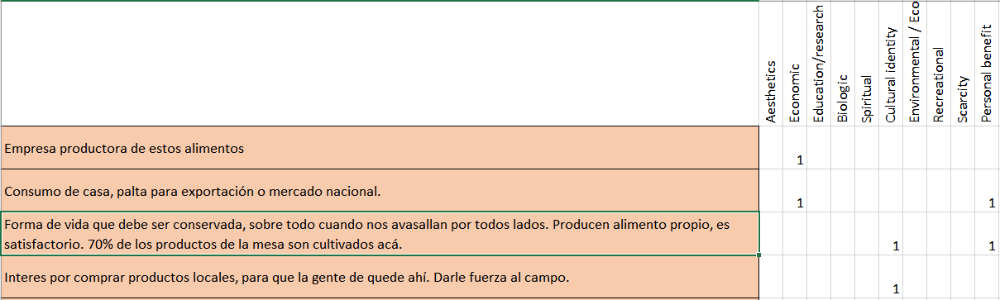 Aesthetics
Economic
Education/research
Biologic
Spiritual
Cultural identity
Environmental / Eco
Recreational
Scarcity
Personal benefit
Empresa productora de estos alimentos
1
Consumo de casa, palta para exportación o mercado nacional.
1 1
Forma de vida que debe ser conservada, sobre todo cuando nos avasallan por todos lados. Producen alimento propio, es
satisfactorio. 70% de los productos de la mesa son cultivados acá.
1 1
Interes por comprar productos locales, para que la gente de quede ahí. Darle fuerza al campo.
1